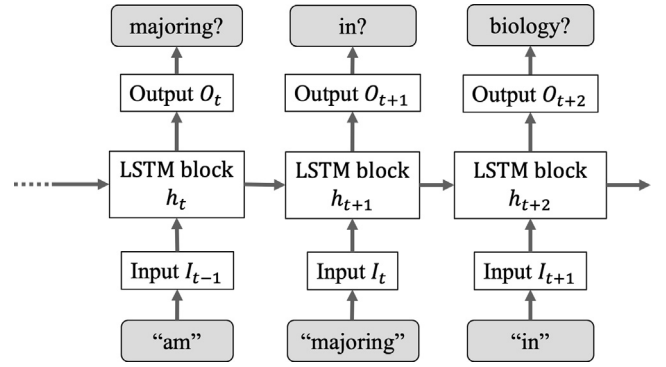 majoring?
in?
biology?
Output O_t
Output O_{t+1}
Output O_{t+2}
LSTM block
h_t
LSTM block
h_{t+1}
LSTM block
h_{t+2}
Input I_{t−1}
Input I_t
Input I_{t+1}
“am”
“majoring”
“in”